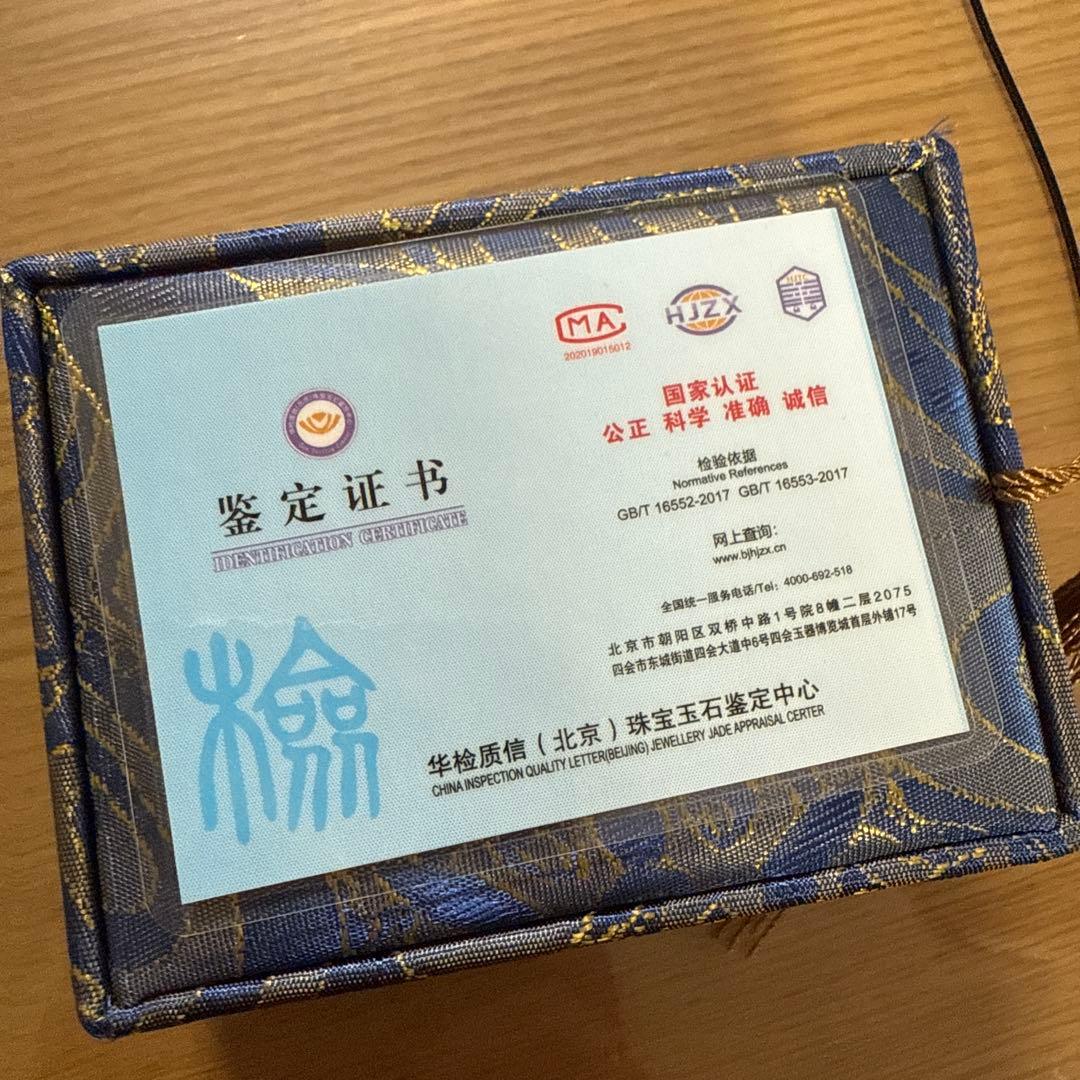 CMA
202019015012
HJZX
HJJC
国家认证
公正 科学 准确 诚信
检验依据
Normative References
GB/T 16552-2017 GB/T 16553-2017
网上查询:
www.bjhjzx.cn
全国统一服务电话/Tel: 4000-692-518
北京市朝阳区双桥中路1号院8幢二层2075
四会市东城街道四会大道中6号四会玉器博览城首层外铺17号
鉴定证书
IDENTIFICATION CERTIFICATE
檢
华检质信(北京)珠宝玉石鉴定中心
CHINA INSPECTION QUALITY LETTER(BEIJING) JEWELLERY JADE APPRAISAL CERTER